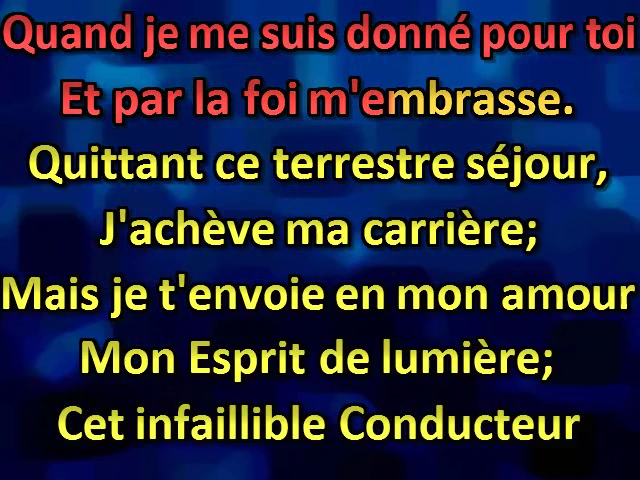 Quand je me suis donné pour toi
Et par la foi m'embrasse.
Quittant ce terrestre séjour,
J'achève ma carrière;
Mais je t'envoie en mon amour
Mon Esprit de lumière;
Cet infaillible Conducteur